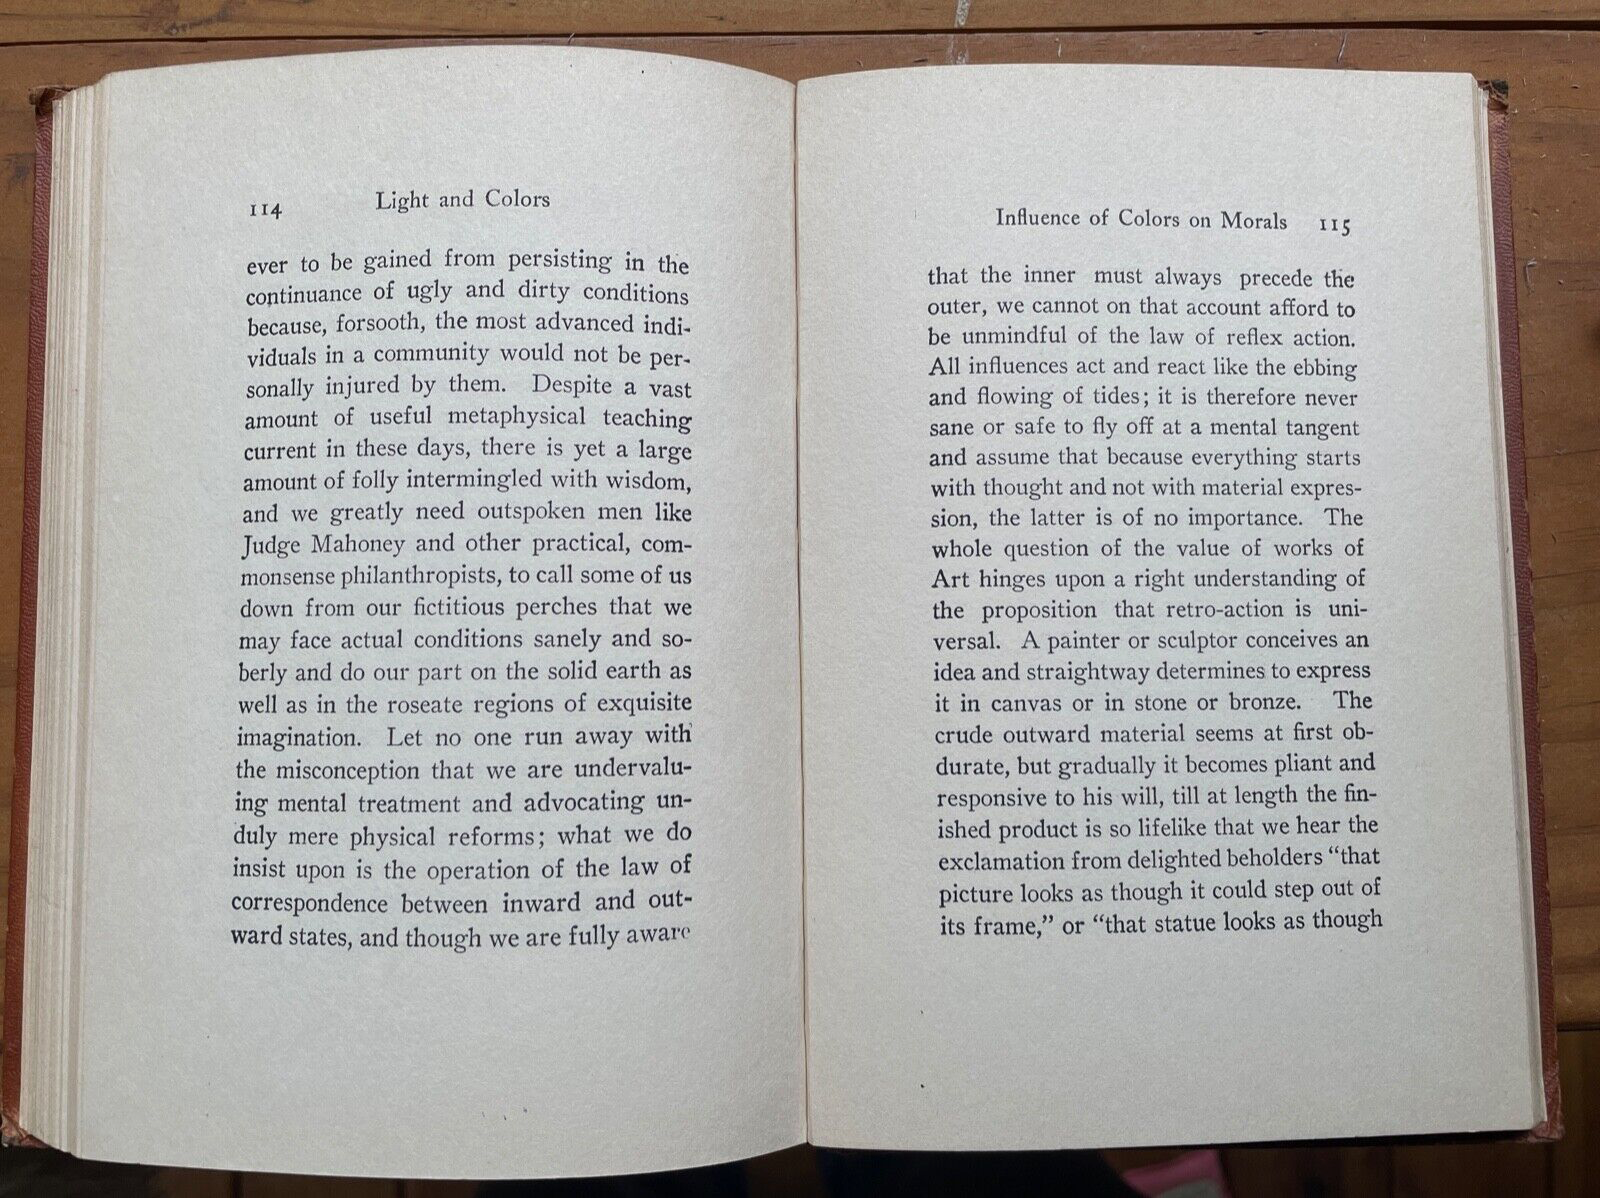 114 Light and Colors
ever to be gained from persisting in the
continuance of ugly and dirty conditions
because, forsooth, the most advanced indi-
viduals in a community would not be per-
sonally injured by them. Despite a vast
amount of useful metaphysical teaching
current in these days, there is yet a large
amount of folly intermingled with wisdom,
and we greatly need outspoken men like
Judge Mahoney and other practical, com-
monsense philanthropists, to call some of us
down from our fictitious perches that we
may face actual conditions sanely and so-
berly and do our part on the solid earth as
well as in the roseate regions of exquisite
imagination. Let no one run away with
the misconception that we are undervalu-
ing mental treatment and advocating un-
duly mere physical reforms; what we do
insist upon is the operation of the law of
correspondence between inward and out-
ward states, and though we are fully aware
Influence of Colors on Morals 115
that the inner must always precede the
outer, we cannot on that account afford to
be unmindful of the law of reflex action.
All influences act and react like the ebbing
and flowing of tides; it is therefore never
sane or safe to fly off at a mental tangent
and assume that because everything starts
with thought and not with material expres-
sion, the latter is of no importance. The
whole question of the value of works of
Art hinges upon a right understanding of
the proposition that retro-action is uni-
versal. A painter or sculptor conceives an
idea and straightway determines to express
it in canvas or in stone or bronze. The
crude outward material seems at first ob-
durate, but gradually it becomes pliant and
responsive to his will, till at length the fin-
ished product is so lifelike that we hear the
exclamation from delighted beholders “that
picture looks as though it could step out of
its frame,” or “that statue looks as though